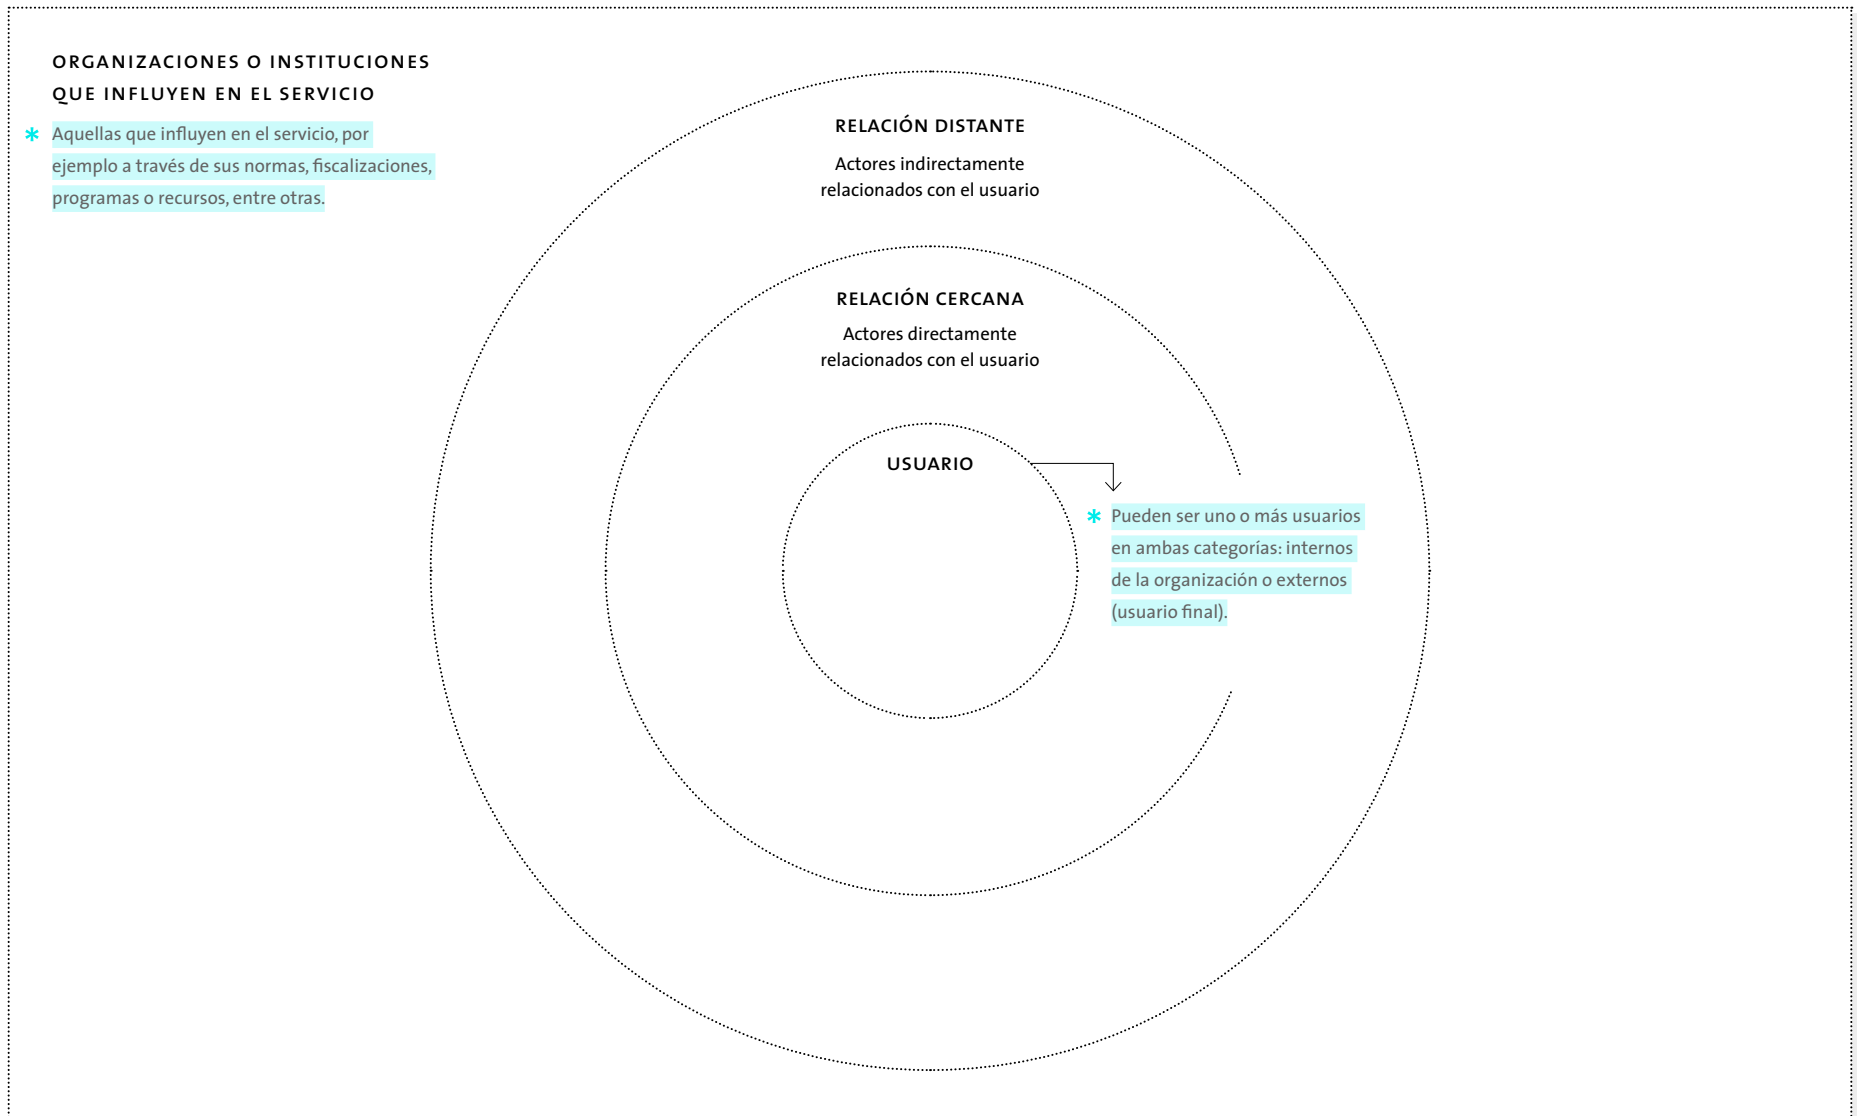 ORGANIZACIONES O INSTITUCIONES
QUE INFLUYEN EN EL SERVICIO
* Aquellas que influyen en el servicio, por
ejemplo a través de sus normas, fiscalizaciones,
programas o recursos, entre otras.
RELACIÓN DISTANTE
Actores indirectamente
relacionados con el usuario
RELACIÓN CERCANA
Actores directamente
relacionados con el usuario
USUARIO
* Pueden ser uno o más usuarios
en ambas categorías: internos
de la organización o externos
(usuario final).